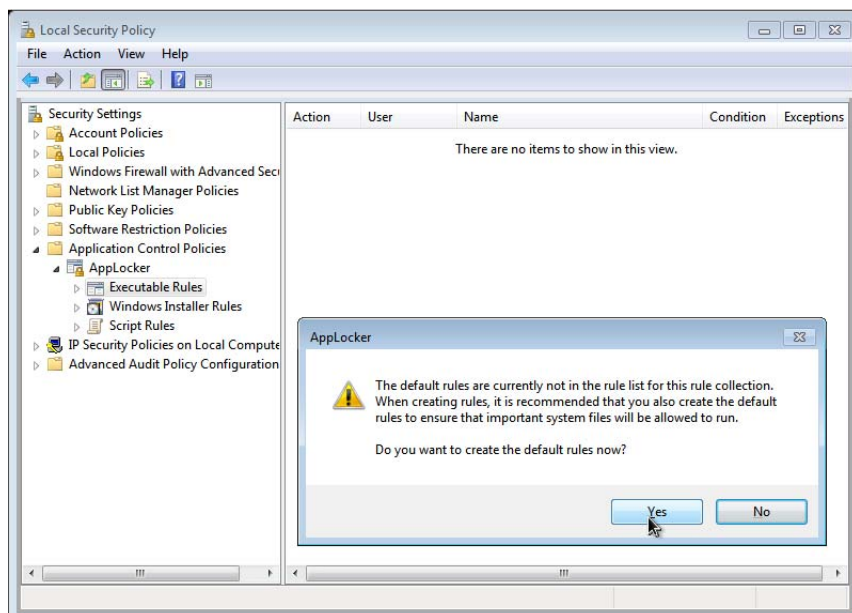 Local Security Policy
File Action View Help
Security Settings
Account Policies
Local Policies
Windows Firewall with Advanced Secu
Network List Manager Policies
Public Key Policies
Software Restriction Policies
Application Control Policies
AppLocker
Executable Rules
Windows Installer Rules
Script Rules
IP Security Policies on Local Compute
Advanced Audit Policy Configuration
Action User Name Condition Exceptions
There are no items to show in this view.
AppLocker
The default rules are currently not in the rule list for this rule collection.
When creating rules, it is recommended that you also create the default
rules to ensure that important system files will be allowed to run.
Do you want to create the default rules now?
Yes No